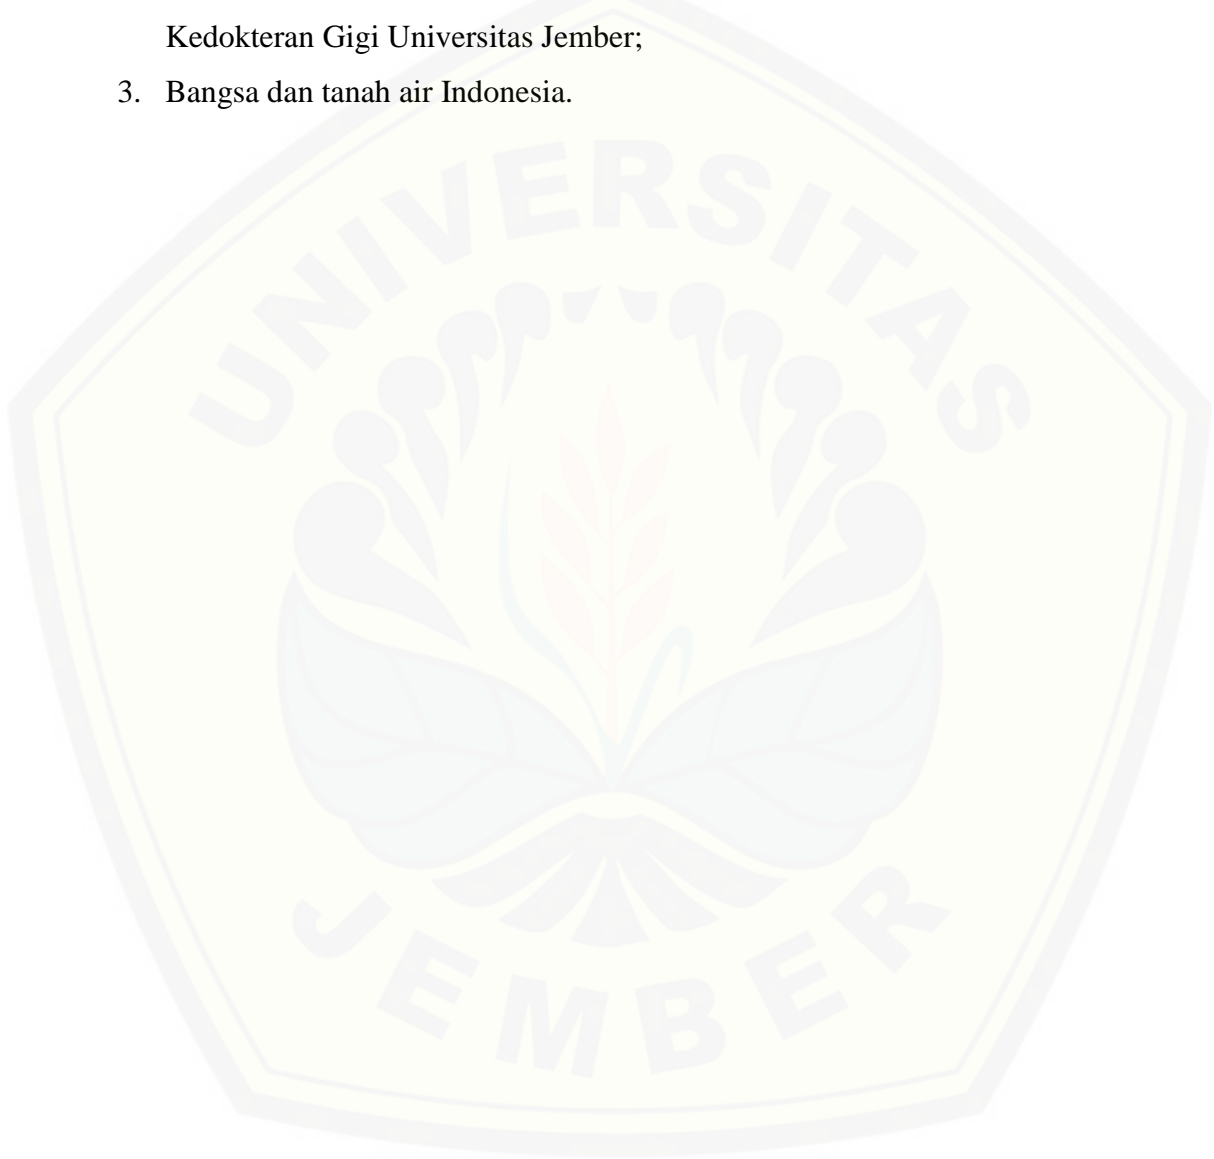 Kedokteran Gigi Universitas Jember;
3. Bangsa dan tanah air Indonesia.
UNIVERSITAS
JEMBER